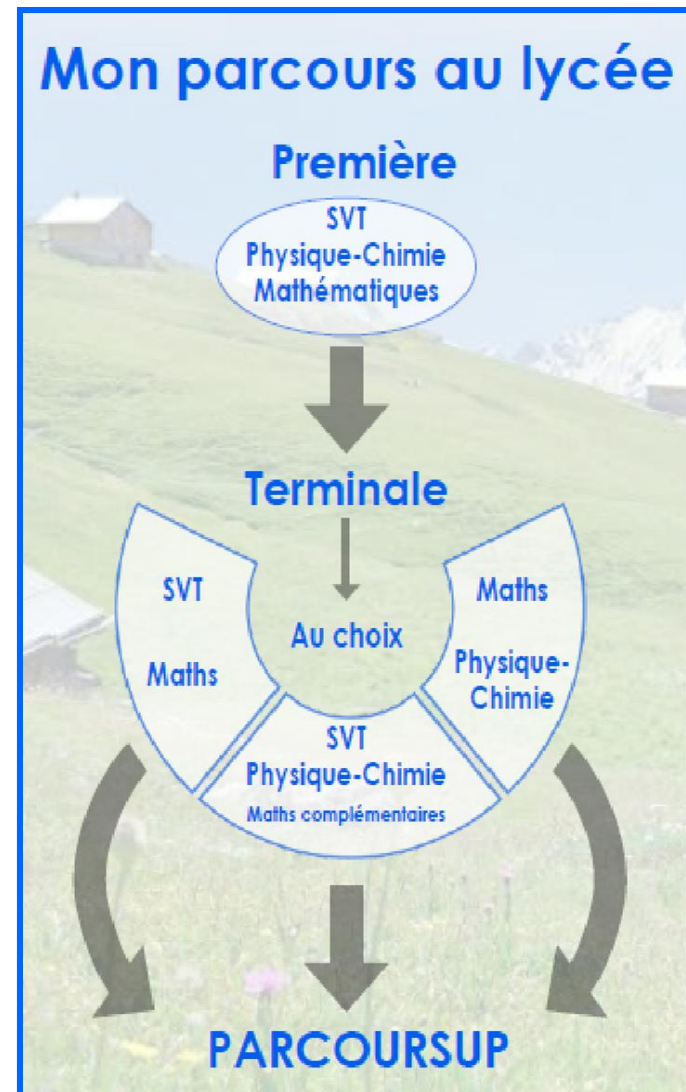 Mon parcours au lycée
Première
SVT
Physique-Chimie
Mathématiques
Terminale
Au choix
SVT
Maths
SVT
Physique-Chimie
Maths complémentaires
Maths
Physique-
Chimie
PARCOURSUP